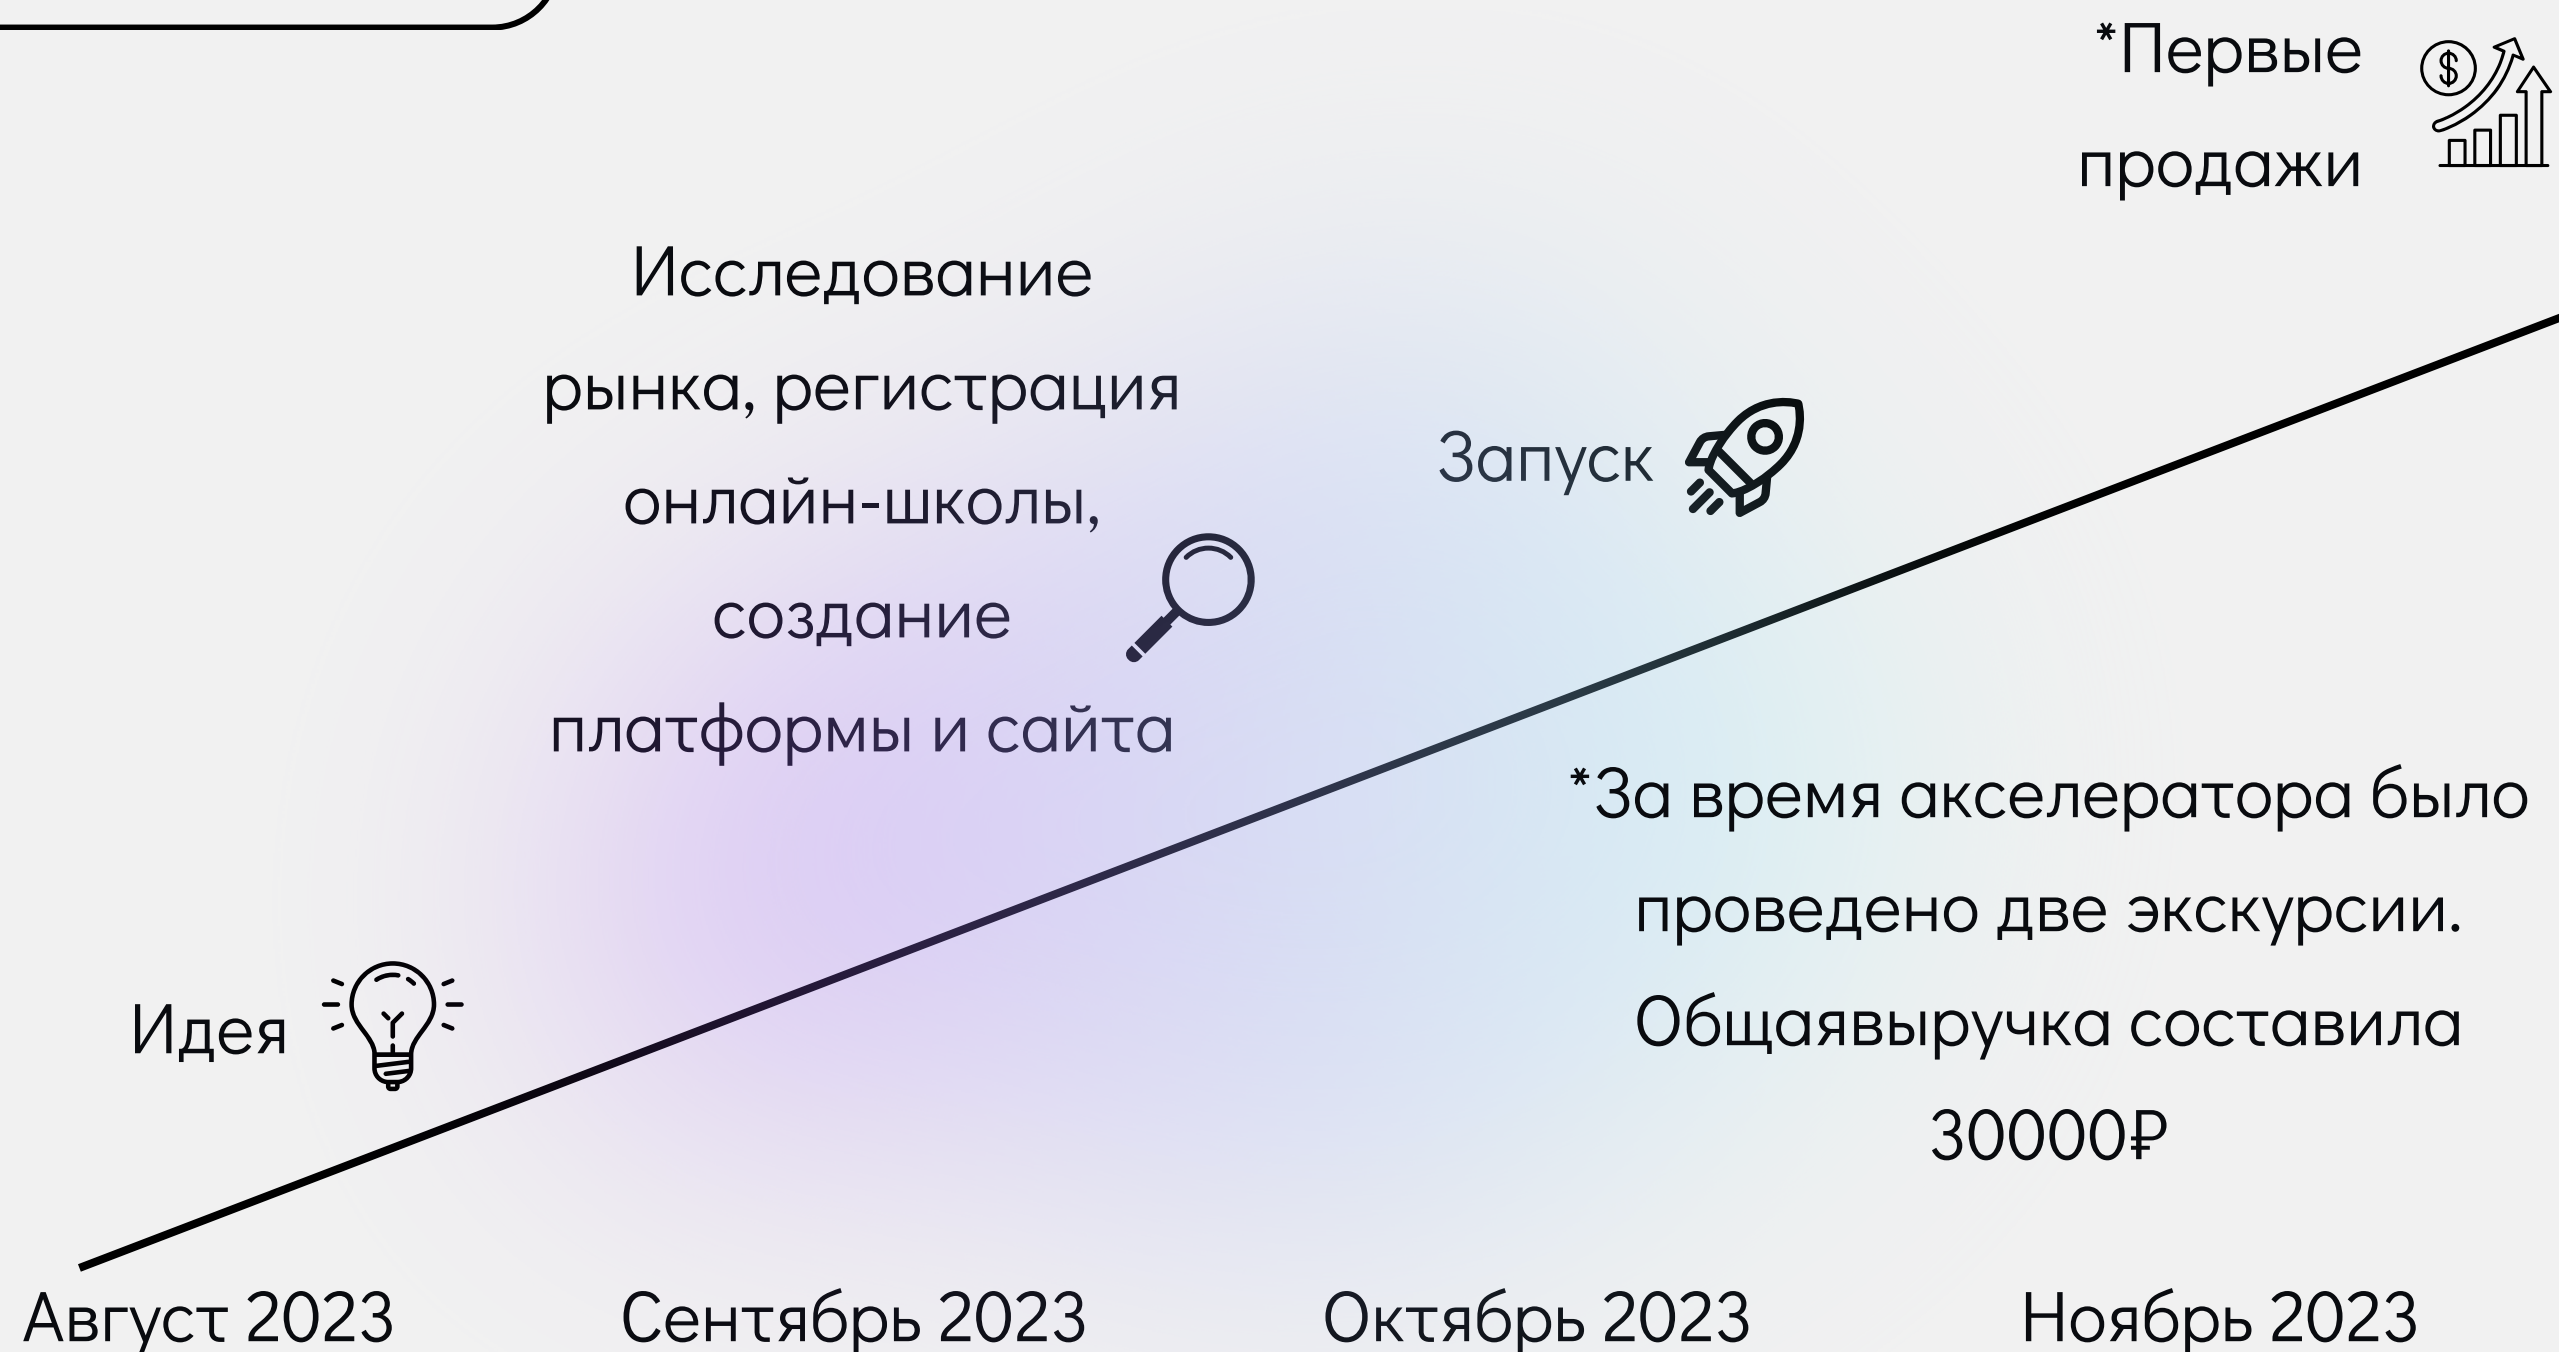 *Первые
продажи
Исследование
рынка, регистрация
онлайн-школы,
создание
платформы и сайта
Запуск
*За время акселератора было
проведено две экскурсии.
Общаявыручка составила
30000₽
Идея
Август 2023
Сентябрь 2023
Октябрь 2023
Ноябрь 2023